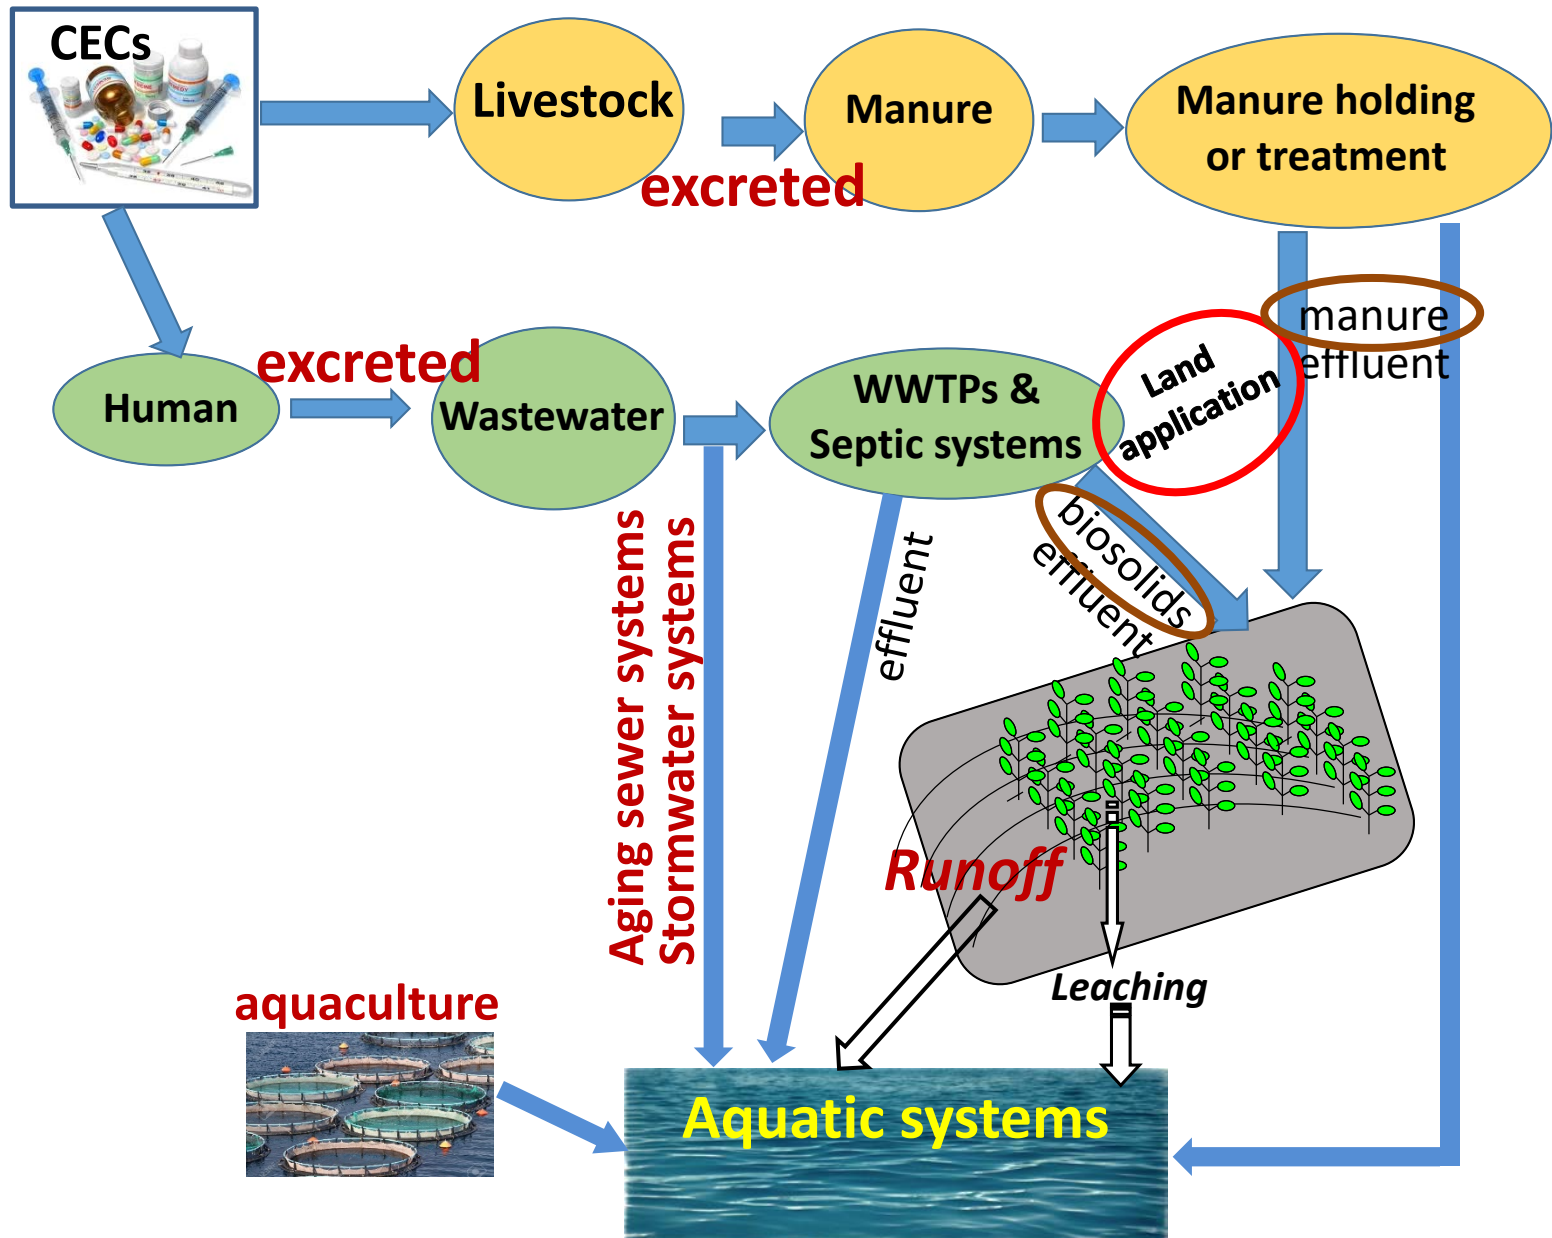 CECs
Livestock
excreted
Manure
Manure holding
or treatment
manure
effluent
Human
excreted
Wastewater
WWTPs &
Septic systems
Land
application
biosolids
effluent
effluent
Aging sewer systems
Stormwater systems
Runoff
Leaching
aquaculture
Aquatic systems